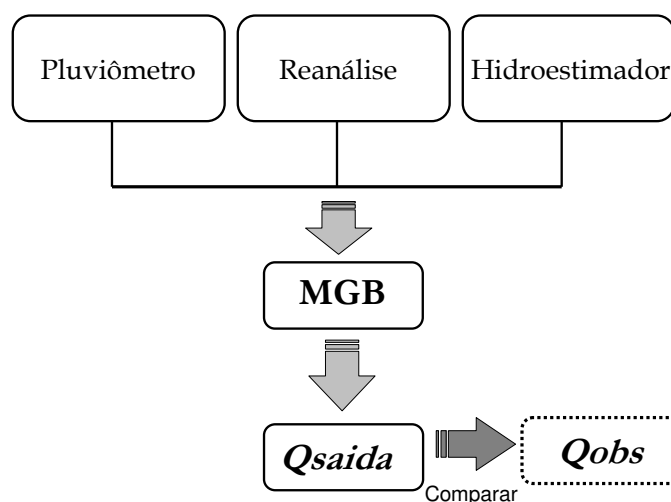 Pluviômetro
Reanálise
Hidroestimador
MGB
Qsaida
Qobs
Comparar